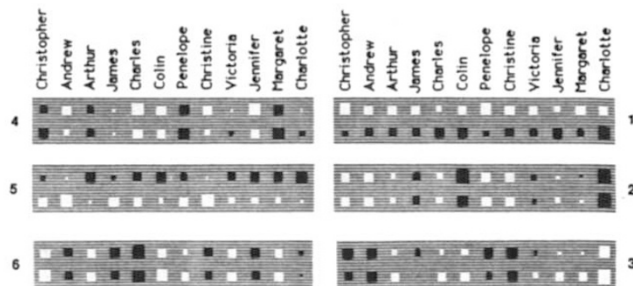 Christopher Andrew Arthur James Charles Colin Penelope Christine Victoria Jennifer Margaret Charlotte
Christopher Andrew Arthur James Charles Colin Penelope Christine Victoria Jennifer Margaret Charlotte
4 1
5 2
6 3